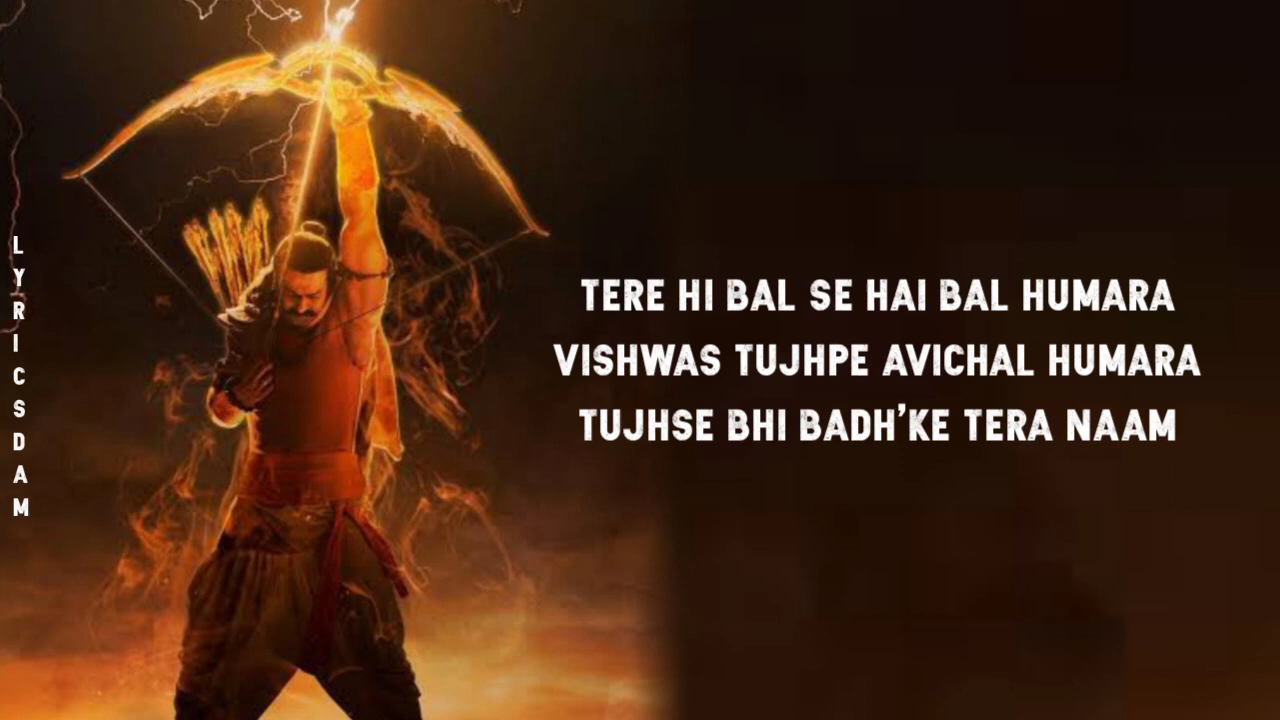 LYRICSDAM
TERE HI BAL SE HAI BAL HUMARA
VISHWAS TUJHPE AVICHAL HUMARA
TUJHSE BHI BADH'KE TERA NAAM